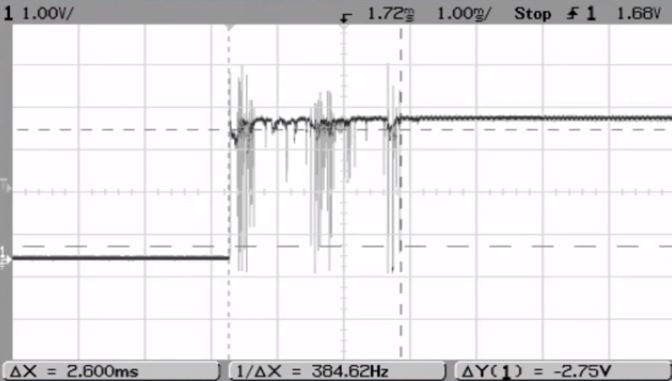 1 1.00V/ 1.72ms 1.00ms/ Stop 1 1.68V
T
1
ΔX = 2.600ms 1/ΔX = 384.62Hz ΔY(1) = -2.75V